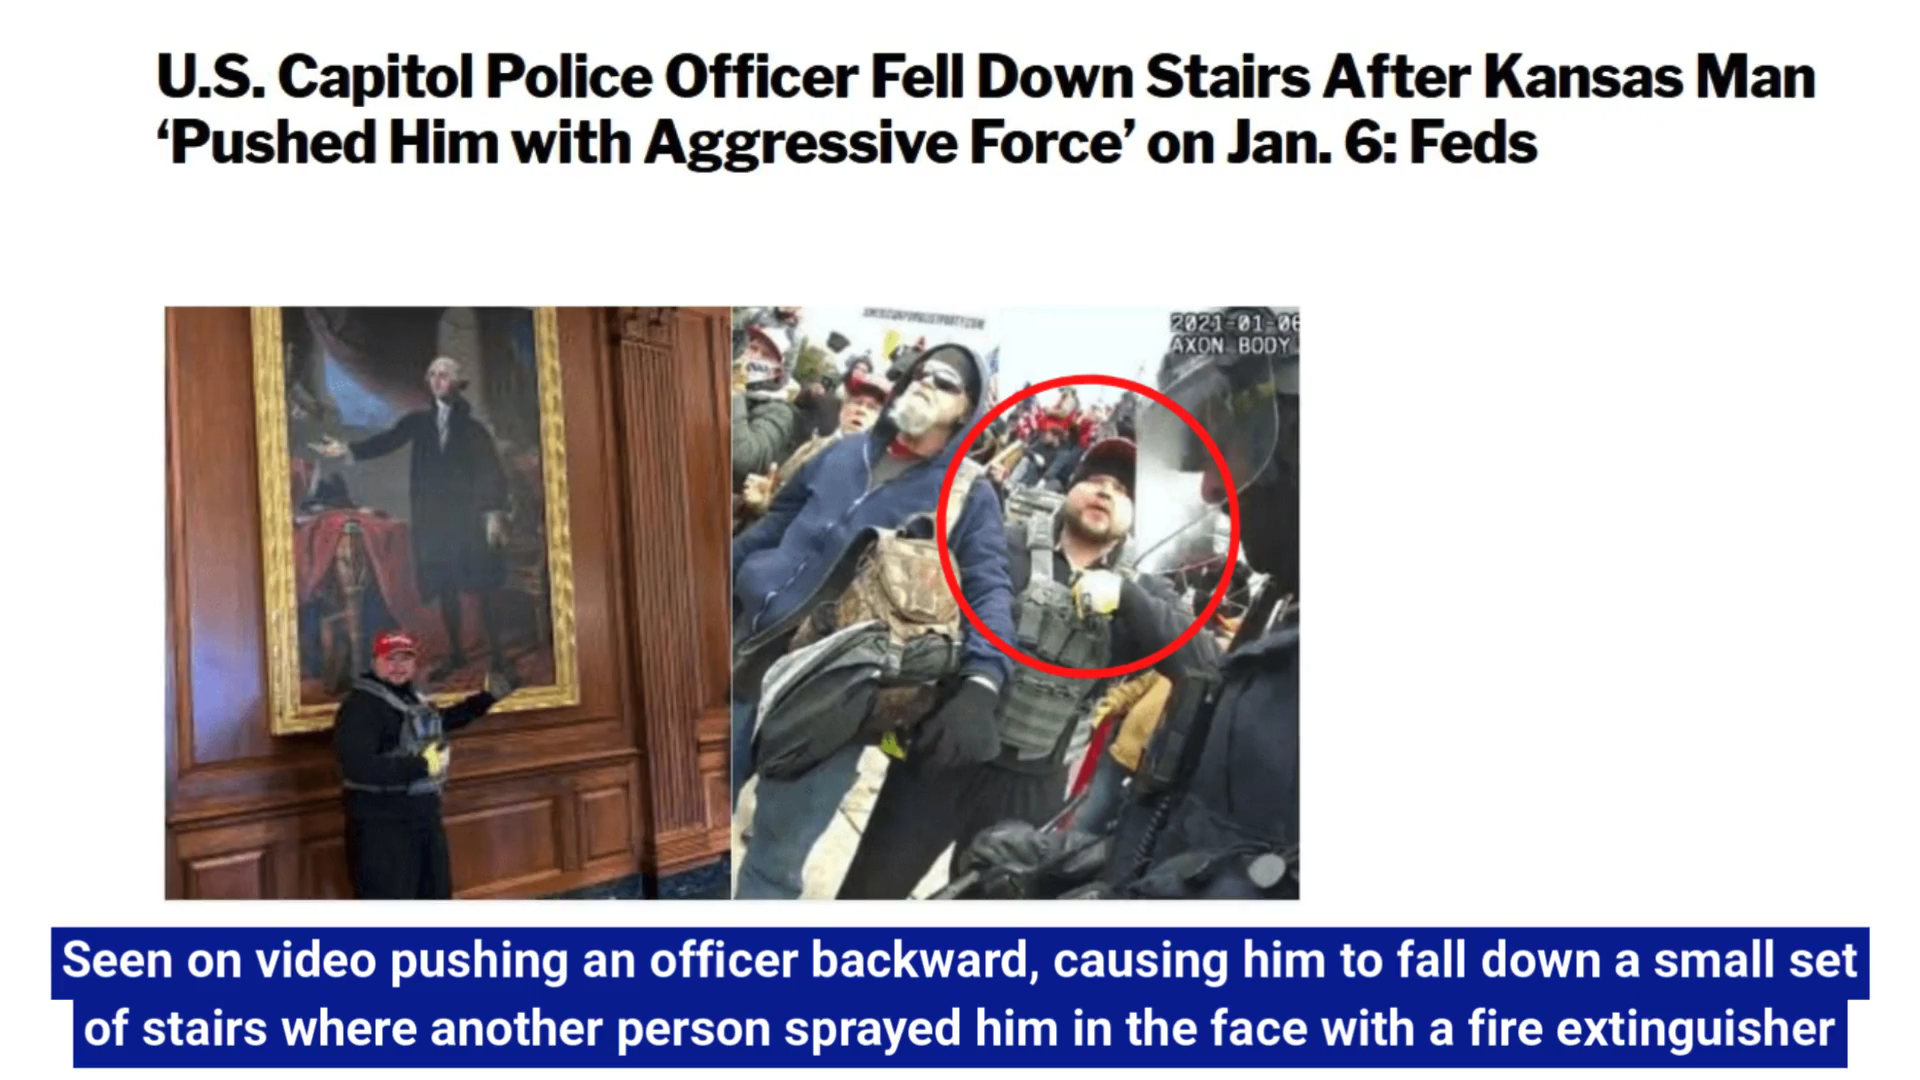 U.S. Capitol Police Officer Fell Down Stairs After Kansas Man
‘Pushed Him with Aggressive Force’ on Jan. 6: Feds
2021-01-06
AXON BODY
Seen on video pushing an officer backward, causing him to fall down a small set
of stairs where another person sprayed him in the face with a fire extinguisher